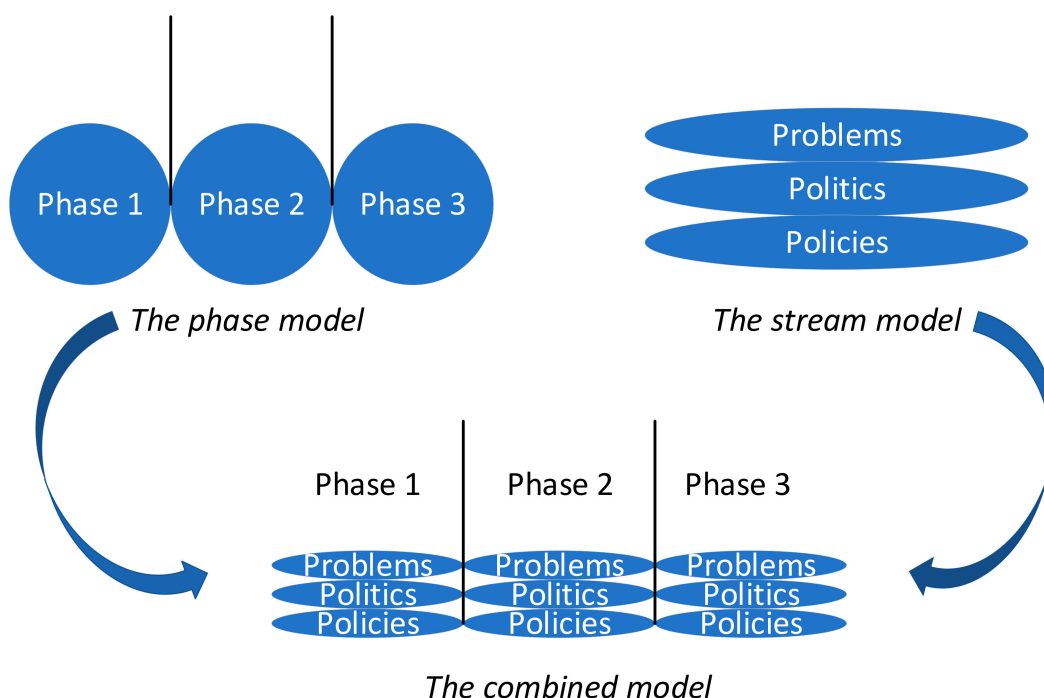 Phase 1 Phase 2 Phase 3
The phase model
Problems
Politics
Policies
The stream model
Phase 1 Phase 2 Phase 3
Problems Problems Problems
Politics Politics Politics
Policies Policies Policies
The combined model